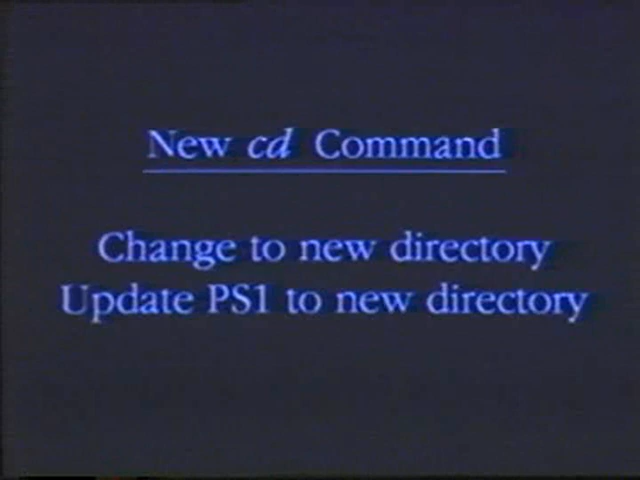 New cd Command
Change to new directory
Update PS1 to new directory